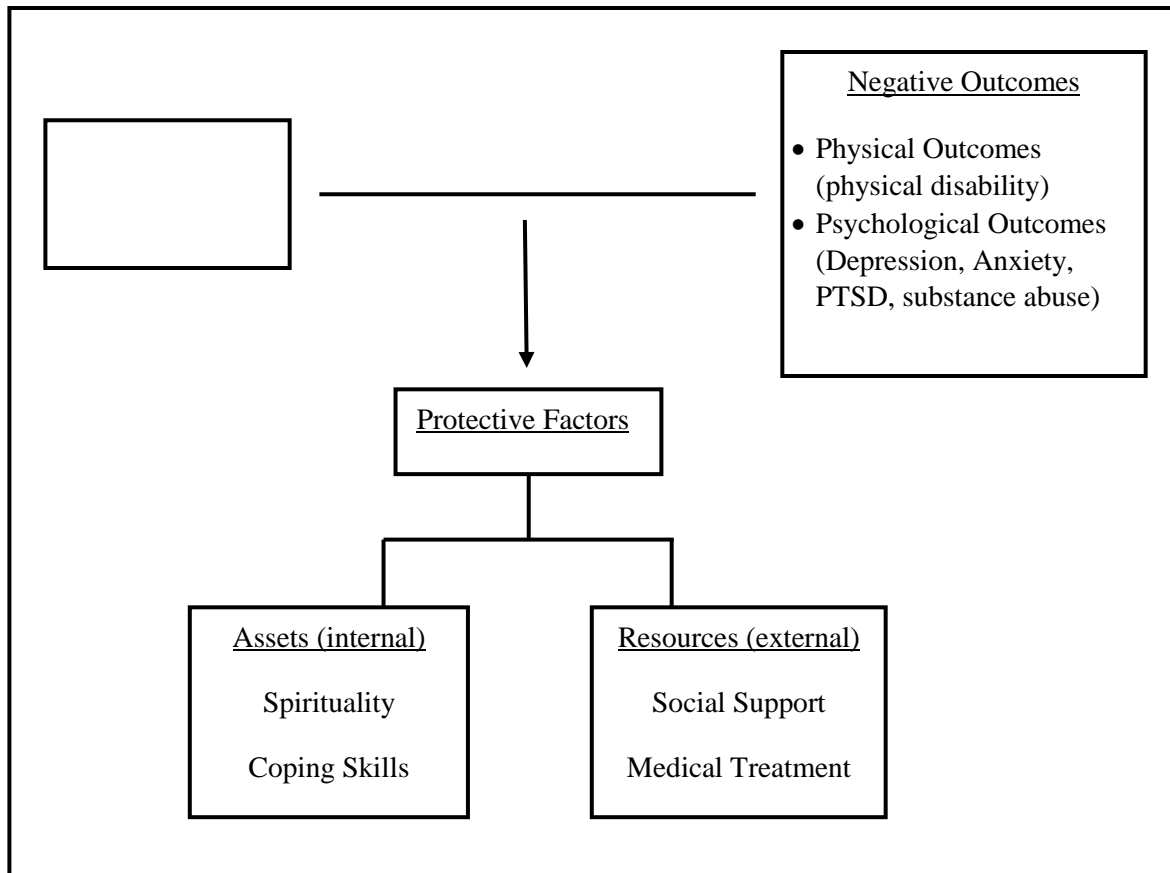 Negative Outcomes
• Physical Outcomes
(physical disability)
• Psychological Outcomes
(Depression, Anxiety,
PTSD, substance abuse)
Protective Factors
Assets (internal)
Spirituality
Coping Skills
Resources (external)
Social Support
Medical Treatment